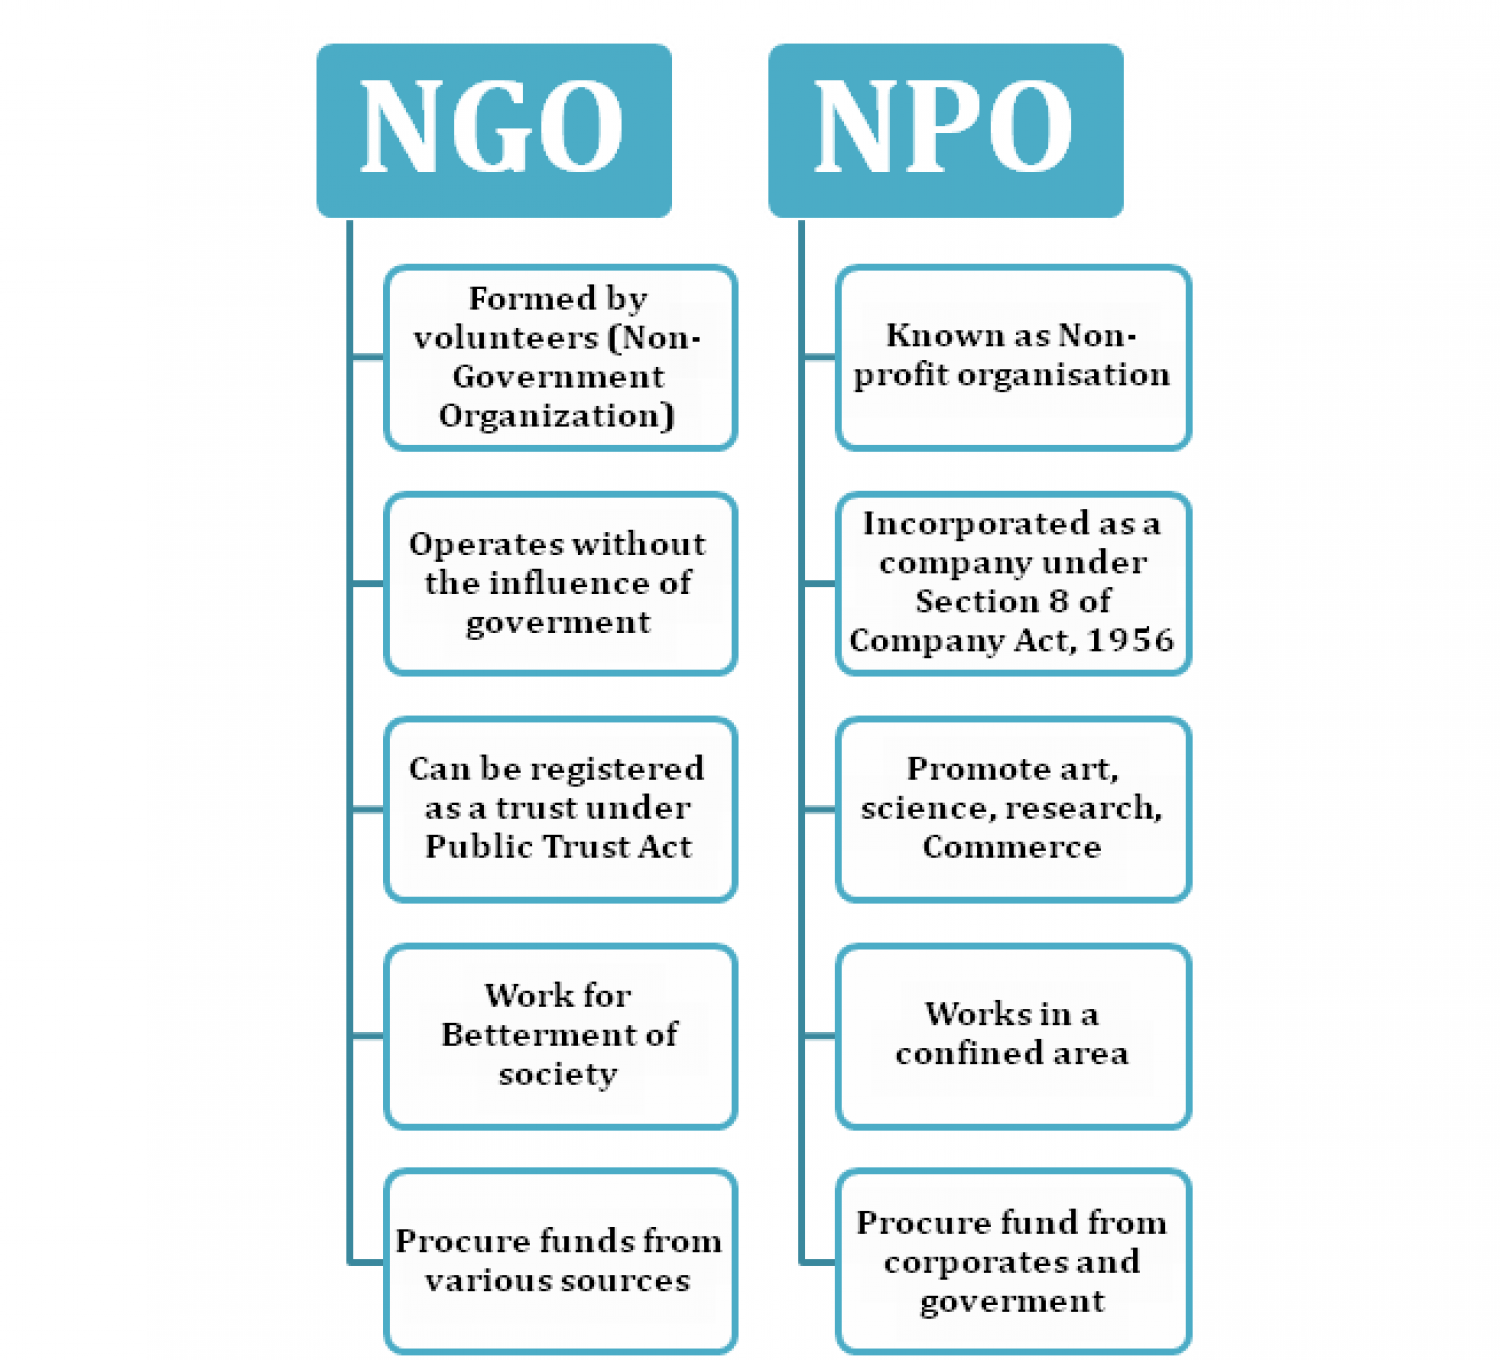 NGO
Formed by
volunteers (Non-
Government
Organization)
Operates without
the influence of
goverment
Can be registered
as a trust under
Public Trust Act
Work for
Betterment of
society
Procure funds from
various sources
NPO
Known as Non-
profit organisation
Incorporated as a
company under
Section 8 of
Company Act, 1956
Promote art,
science, research,
Commerce
Works in a
confined area
Procure fund from
corporates and
goverment